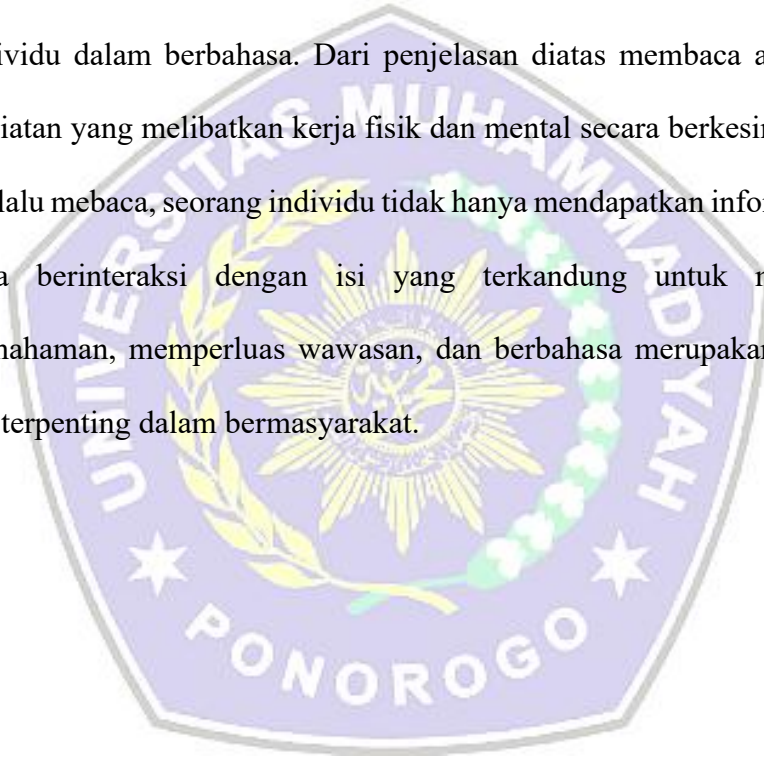 ividu dalam berbahasa. Dari penjelasan diatas membaca a
iatan yang melibatkan kerja fisik dan mental secara berkesin
lalu mebaca, seorang individu tidak hanya mendapatkan infor
a berinteraksi dengan isi yang terkandung untuk m
nahaman, memperluas wawasan, dan berbahasa merupakan
terpenting dalam bermasyarakat.
UNIVERSITAS MUHAMMADIYAH
PONOROGO